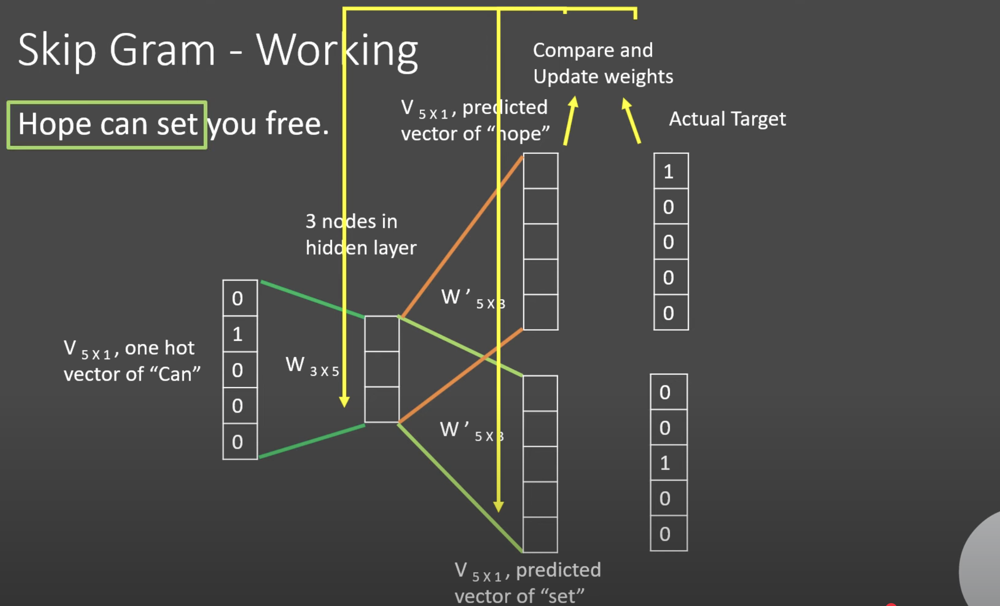 Skip Gram - Working
Compare and
Update weights
Hope can set you free.
V 5 X 1, predicted
vector of “hope”
Actual Target
1
0
0
0
0
3 nodes in
hidden layer
W ’ 5 X 3
0
1
0
0
0
V 5 X 1, one hot
vector of “Can”
W 3 X 5
W ’ 5 X 3
0
0
1
0
0
V 5 X 1, predicted
vector of “set”